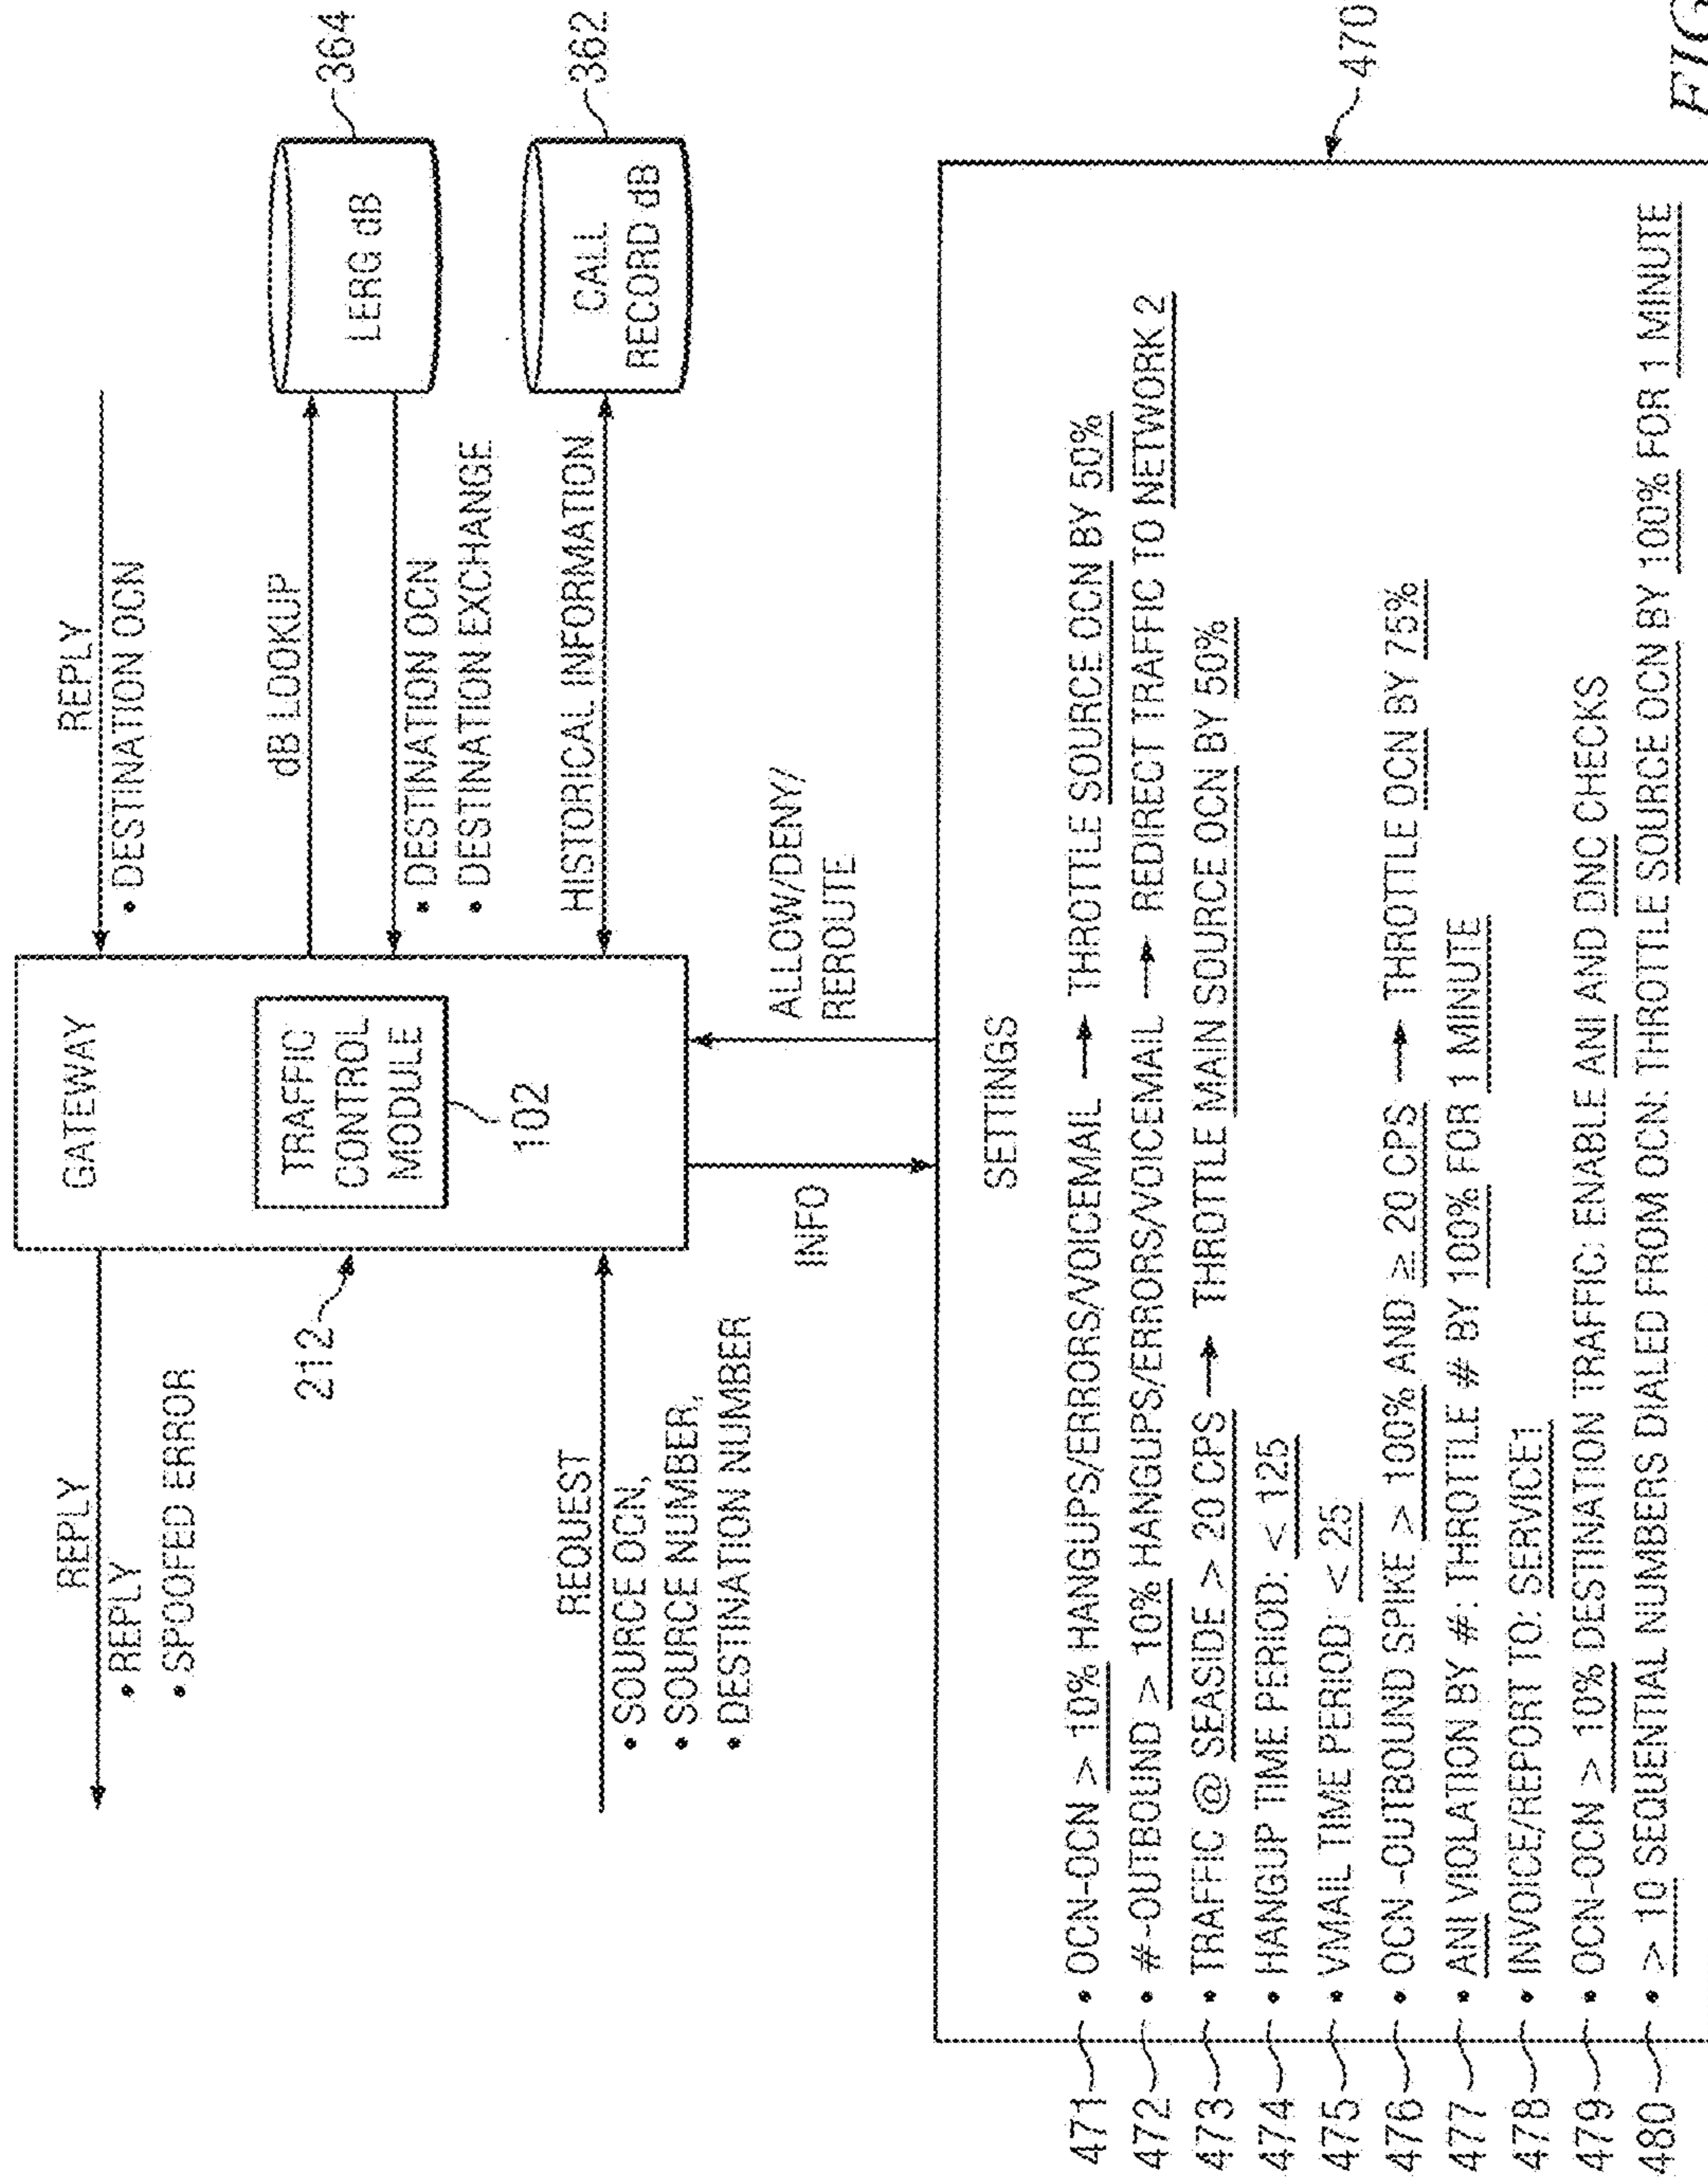 REPLY
• REPLY
• SPOOFED ERROR
212
REQUEST
• SOURCE OCN,
• SOURCE NUMBER,
• DESTINATION NUMBER
GATEWAY
TRAFFIC
CONTROL
MODULE
102
REPLY
• DESTINATION OCN
dB LOOKUP
• DESTINATION OCN
• DESTINATION EXCHANGE
HISTORICAL INFORMATION
LERG dB
364
CALL
RECORD dB
362
INFO
ALLOW/DENY/
REROUTE
470
SETTINGS
471 • OCN-OCN > 10% HANGUPS/ERRORS/VOICEMAIL → THROTTLE SOURCE OCN BY 50%
472 • #-OUTBOUND > 10% HANGUPS/ERRORS/VOICEMAIL → REDIRECT TRAFFIC TO NETWORK 2
473 • TRAFFIC @ SEASIDE > 20 CPS → THROTTLE MAIN SOURCE OCN BY 50%
474 • HANGUP TIME PERIOD: < 125
475 • VMAIL TIME PERIOD: < 25
476 • OCN-OUTBOUND SPIKE > 100% AND ≥ 20 CPS → THROTTLE OCN BY 75%
477 • ANI VIOLATION BY #: THROTTLE # BY 100% FOR 1 MINUTE
478 • INVOICE/REPORT TO: SERVICE1
479 • OCN-OCN > 10% DESTINATION TRAFFIC: ENABLE ANI AND DNC CHECKS
480 • > 10 SEQUENTIAL NUMBERS DIALED FROM OCN: THROTTLE SOURCE OCN BY 100% FOR 1 MINUTE
FIG